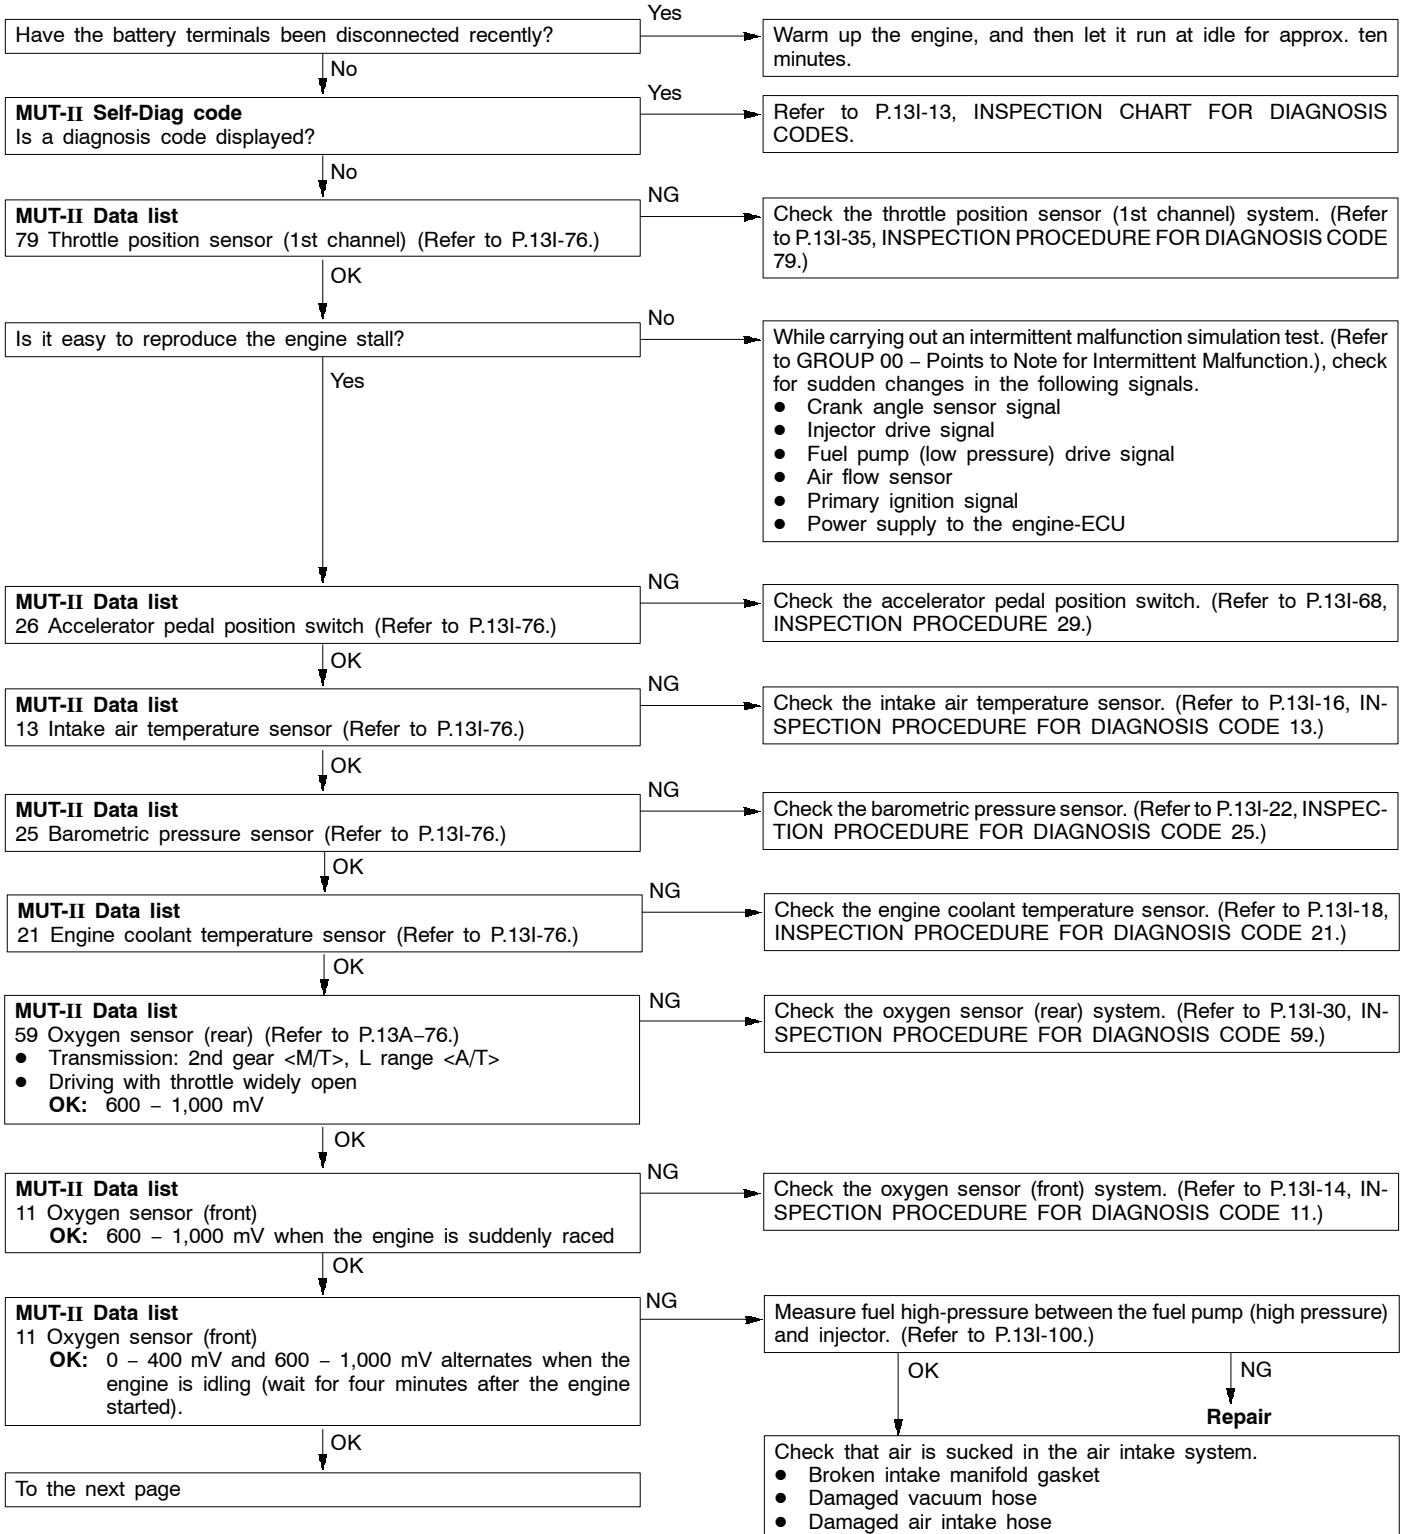 Have the battery terminals been disconnected recently?
Yes
Warm up the engine, and then let it run at idle for approx. ten
minutes.
No
MUT-II Self-Diag code
Is a diagnosis code displayed?
Yes
Refer to P.13I-13, INSPECTION CHART FOR DIAGNOSIS
CODES.
No
MUT-II Data list
79 Throttle position sensor (1st channel) (Refer to P.13I-76.)
NG
Check the throttle position sensor (1st channel) system. (Refer
to P.13I-35, INSPECTION PROCEDURE FOR DIAGNOSIS CODE
79.)
OK
Is it easy to reproduce the engine stall?
No
While carrying out an intermittent malfunction simulation test. (Refer
to GROUP 00 – Points to Note for Intermittent Malfunction.), check
for sudden changes in the following signals.
● Crank angle sensor signal
● Injector drive signal
● Fuel pump (low pressure) drive signal
● Air flow sensor
● Primary ignition signal
● Power supply to the engine-ECU
Yes
MUT-II Data list
26 Accelerator pedal position switch (Refer to P.13I-76.)
NG
Check the accelerator pedal position switch. (Refer to P.13I-68,
INSPECTION PROCEDURE 29.)
OK
MUT-II Data list
13 Intake air temperature sensor (Refer to P.13I-76.)
NG
Check the intake air temperature sensor. (Refer to P.13I-16, IN-
SPECTION PROCEDURE FOR DIAGNOSIS CODE 13.)
OK
MUT-II Data list
25 Barometric pressure sensor (Refer to P.13I-76.)
NG
Check the barometric pressure sensor. (Refer to P.13I-22, INSPEC-
TION PROCEDURE FOR DIAGNOSIS CODE 25.)
OK
MUT-II Data list
21 Engine coolant temperature sensor (Refer to P.13I-76.)
NG
Check the engine coolant temperature sensor. (Refer to P.13I-18,
INSPECTION PROCEDURE FOR DIAGNOSIS CODE 21.)
OK
MUT-II Data list
59 Oxygen sensor (rear) (Refer to P.13A–76.)
● Transmission: 2nd gear <M/T>, L range <A/T>
● Driving with throttle widely open
OK: 600 – 1,000 mV
NG
Check the oxygen sensor (rear) system. (Refer to P.13I-30, IN-
SPECTION PROCEDURE FOR DIAGNOSIS CODE 59.)
OK
MUT-II Data list
11 Oxygen sensor (front)
OK: 600 – 1,000 mV when the engine is suddenly raced
NG
Check the oxygen sensor (front) system. (Refer to P.13I-14, IN-
SPECTION PROCEDURE FOR DIAGNOSIS CODE 11.)
OK
MUT-II Data list
11 Oxygen sensor (front)
OK: 0 – 400 mV and 600 – 1,000 mV alternates when the
engine is idling (wait for four minutes after the engine
started).
NG
Measure fuel high-pressure between the fuel pump (high pressure)
and injector. (Refer to P.13I-100.)
OK
NG
Repair
OK
To the next page
Check that air is sucked in the air intake system.
● Broken intake manifold gasket
● Damaged vacuum hose
● Damaged air intake hose